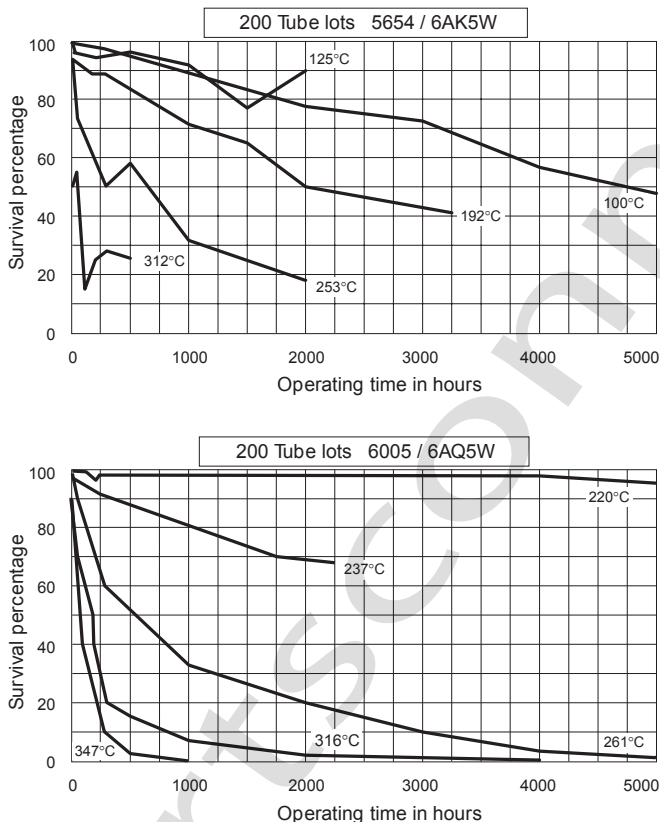 200 Tube lots 5654 / 6AK5W
Survival percentage
100
80
60
40
20
0
125°C
100°C
192°C
312°C
253°C
0 1000 2000 3000 4000 5000
Operating time in hours
200 Tube lots 6005 / 6AQ5W
Survival percentage
100
80
60
40
20
0
220°C
237°C
347°C
316°C
261°C
0 1000 2000 3000 4000 5000
Operating time in hours